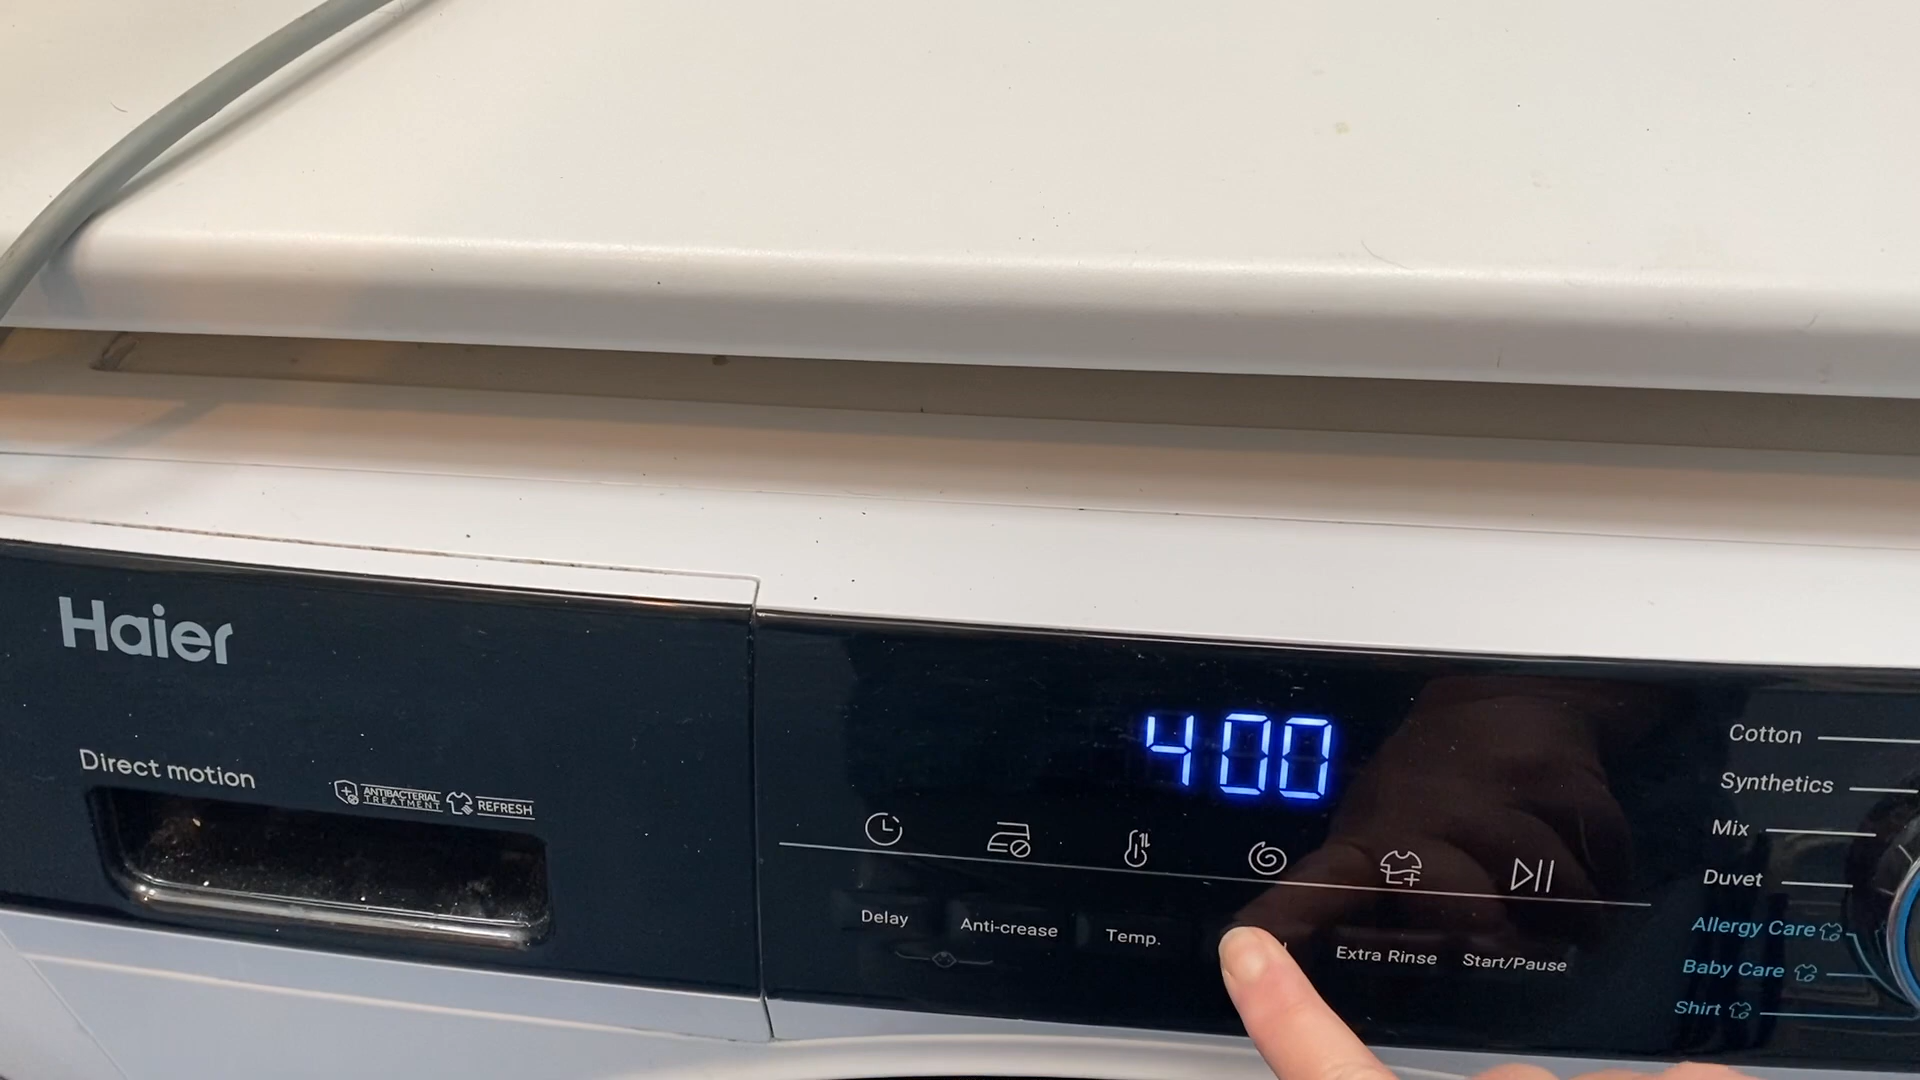 Haier
Direct motion
ANTIBACTERIAL
TREATMENT
REFRESH
400
Delay
Anti-crease
Temp.
Extra Rinse
Start/Pause
Cotton
Synthetics
Mix
Duvet
Allergy Care
Baby Care
Shirt